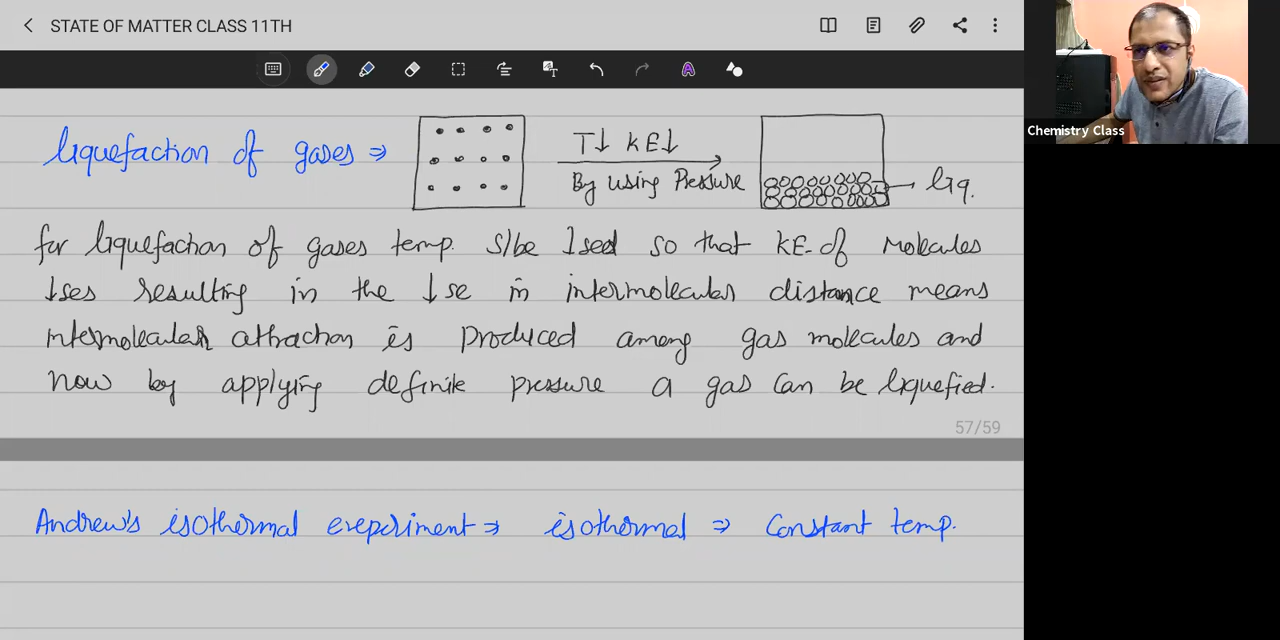 STATE OF MATTER CLASS 11TH
Chemistry Class
liquefaction of gases ⇒
T↓ KE↓
By using Pressure
liq.
for liquefaction of gases temp. s/be ↓sed so that KE. of molecules
↓ses resulting in the ↓se in intermolecular distance means
intermolecular attraction is produced among gas molecules and
now by applying definite pressure a gas can be liquefied.
57/59
Andrew's isothermal experiment ⇒ isothermal ⇒ Constant temp.